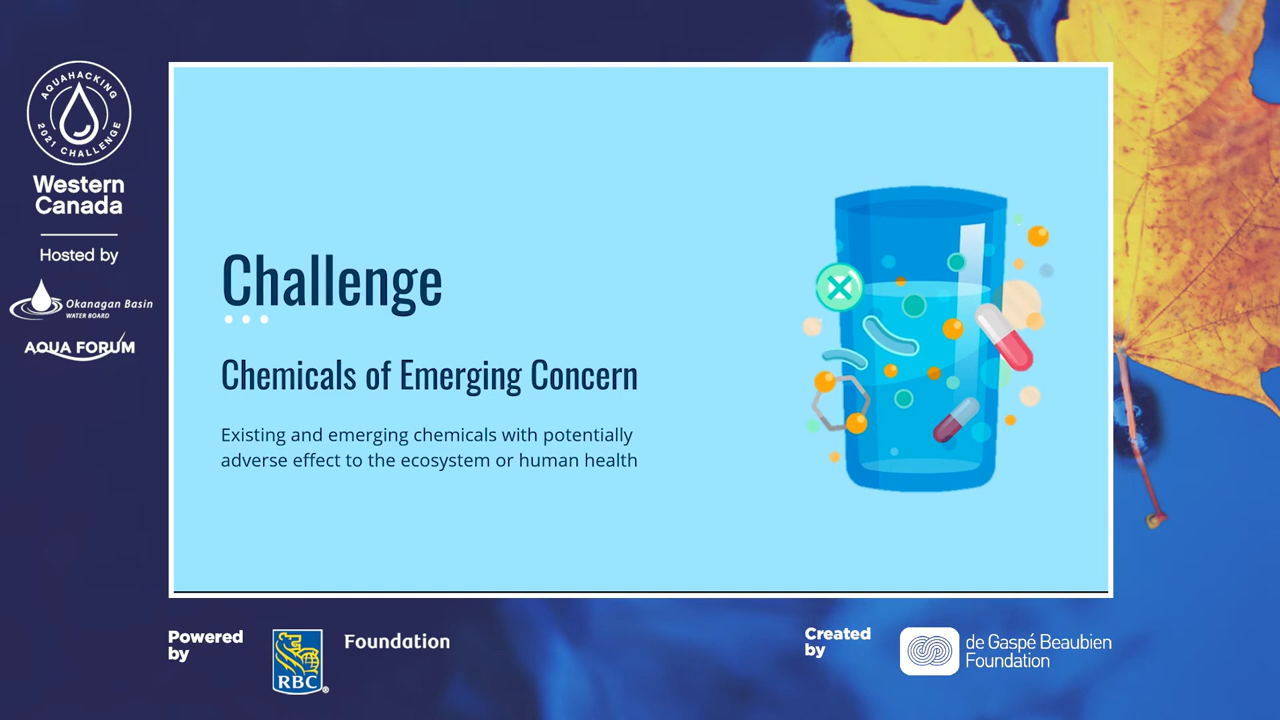 AQUAHACKING
2021 CHALLENGE
Western
Canada
Hosted by
Okanagan Basin
WATER BOARD
AQUA FORUM
Challenge
Chemicals of Emerging Concern
Existing and emerging chemicals with potentially
adverse effect to the ecosystem or human health
Powered
by
RBC®
Foundation
Created
by
de Gaspé Beaubien
Foundation